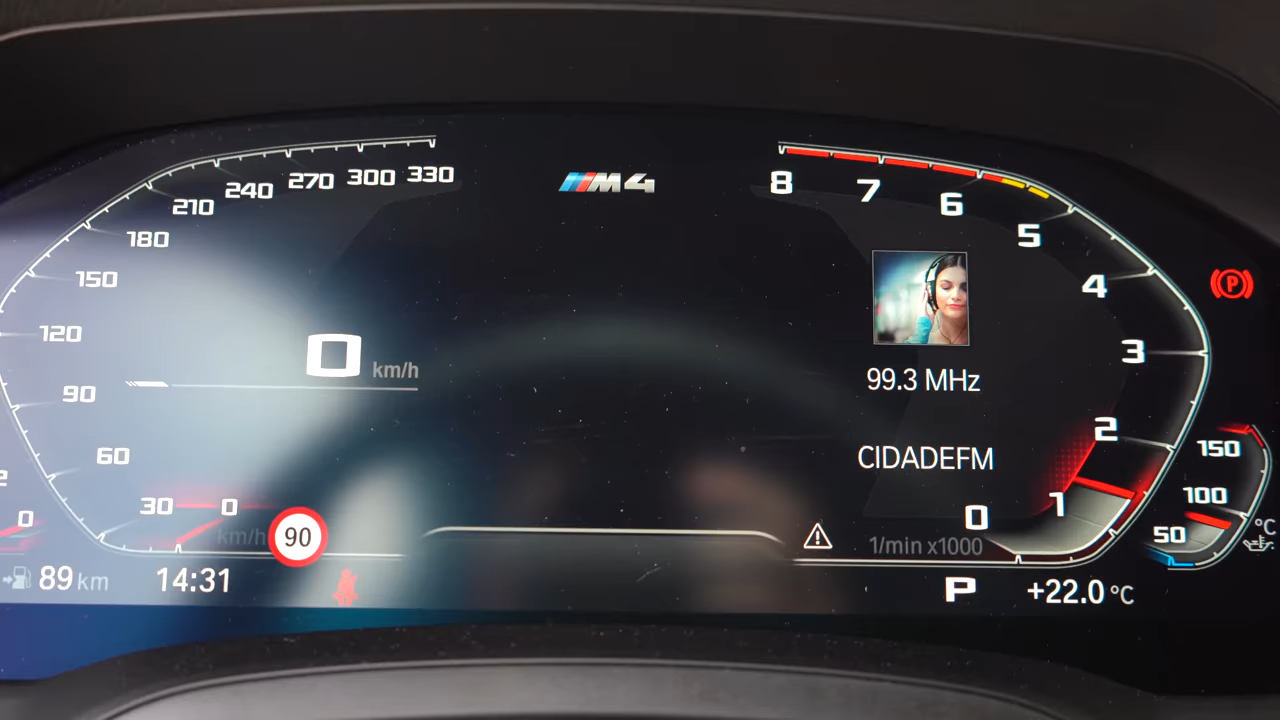 M4
330
300
270
240
210
180
150
120
90
60
30
0
km/h
0 km/h
90
0
89 km
14:31
8
7
6
5
4
3
2
1
0
1/min x1000
99.3 MHz
CIDADEFM
P
150
100
50
°C
P
+22.0 °C